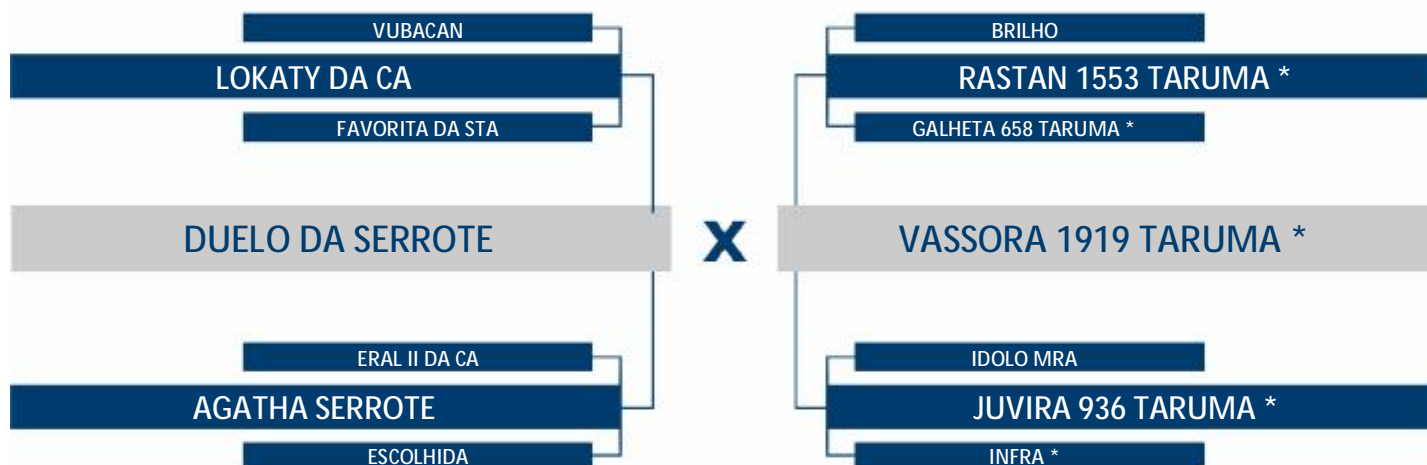 VUBACAN
LOKATY DA CA
FAVORITA DA STA
DUELO DA SERROTE
ERAL II DA CA
AGATHA SERROTE
ESCOLHIDA
X
BRILHO
RASTAN 1553 TARUMA *
GALHETA 658 TARUMA *
VASSORA 1919 TARUMA *
IDOLO MRA
JUVIRA 936 TARUMA *
INFRA *